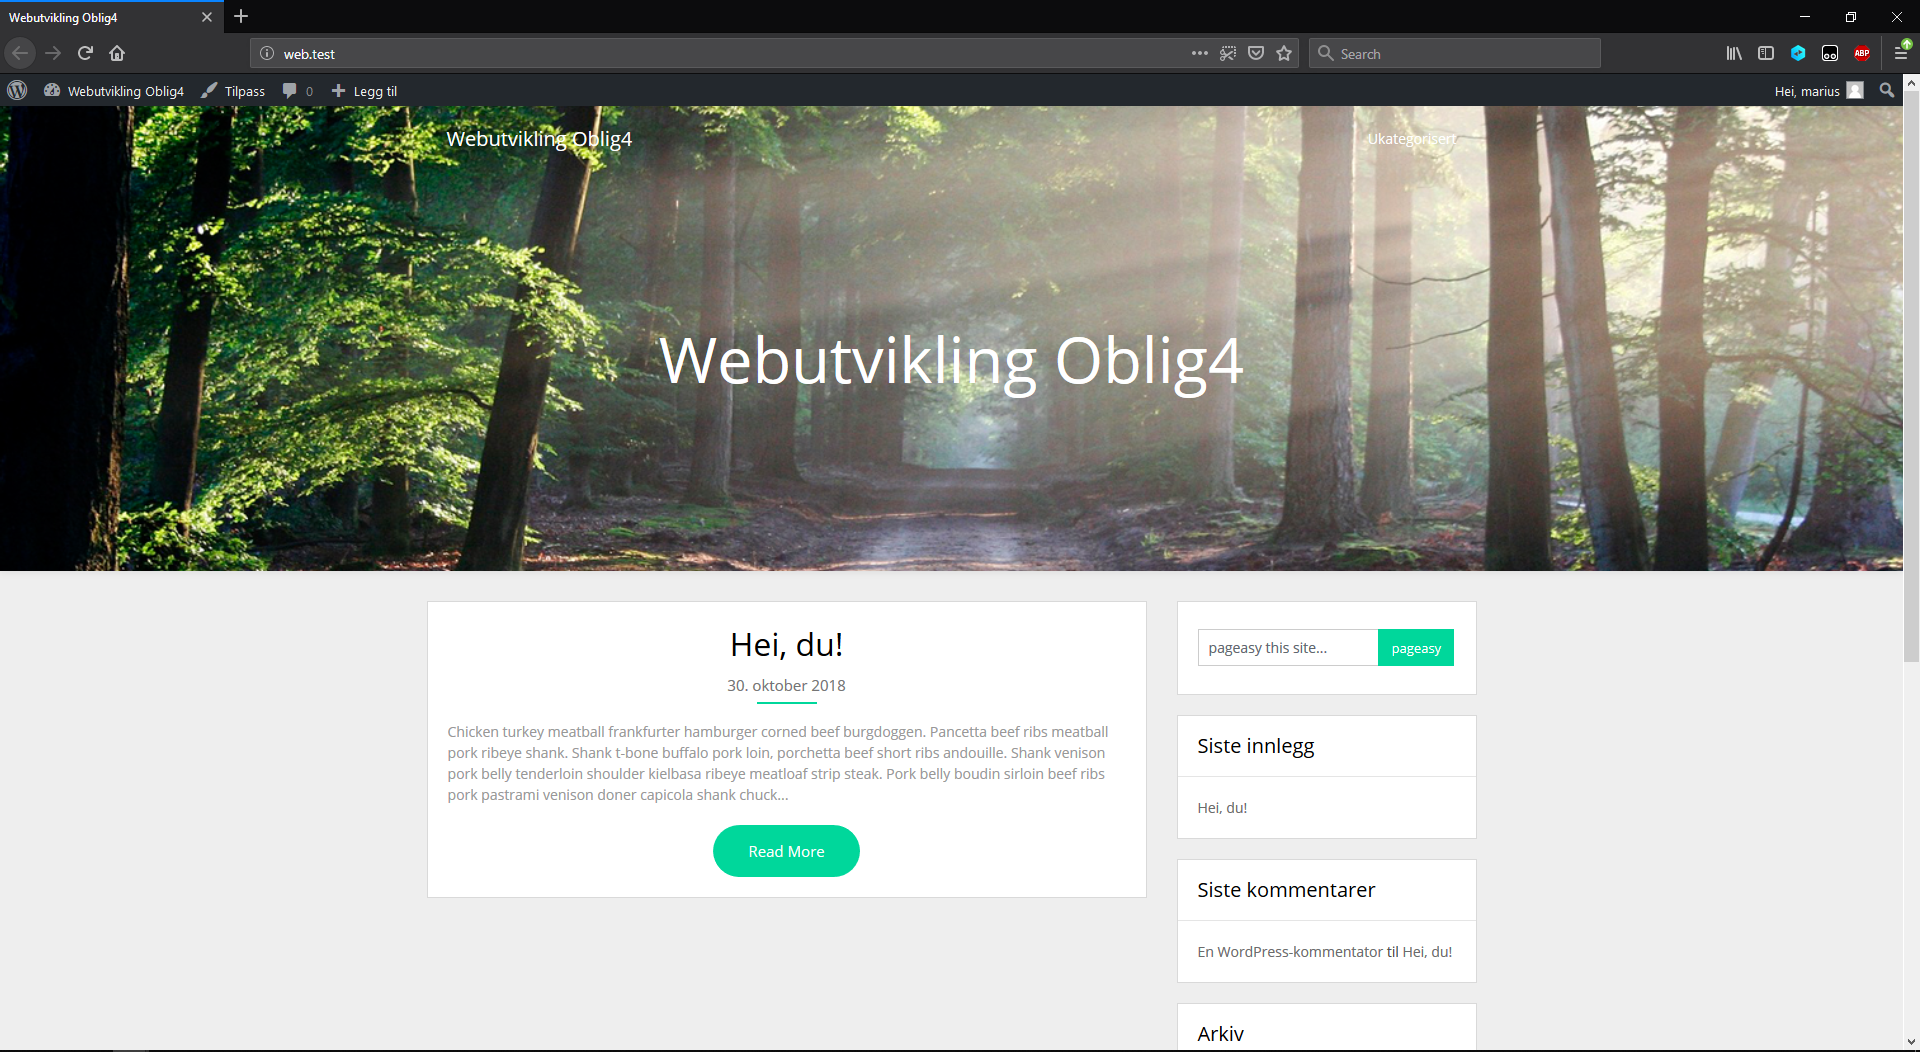 Webutvikling Oblig4
web.test
Search
Webutvikling Oblig4 Tilpass 0 Legg til
Hei, marius
Webutvikling Oblig4
Ukategorisert
Webutvikling Oblig4
Hei, du!
30. oktober 2018
Chicken turkey meatball frankfurter hamburger corned beef burgdoggen. Pancetta beef ribs meatball
pork ribeye shank. Shank t-bone buffalo pork loin, porchetta beef short ribs andouille. Shank venison
pork belly tenderloin shoulder kielbasa ribeye meatloaf strip steak. Pork belly boudin sirloin beef ribs
pork pastrami venison doner capicola shank chuck...
Read More
pageasy this site...
pageasy
Siste innlegg
Hei, du!
Siste kommentarer
En WordPress-kommentator til Hei, du!
Arkiv
ABP